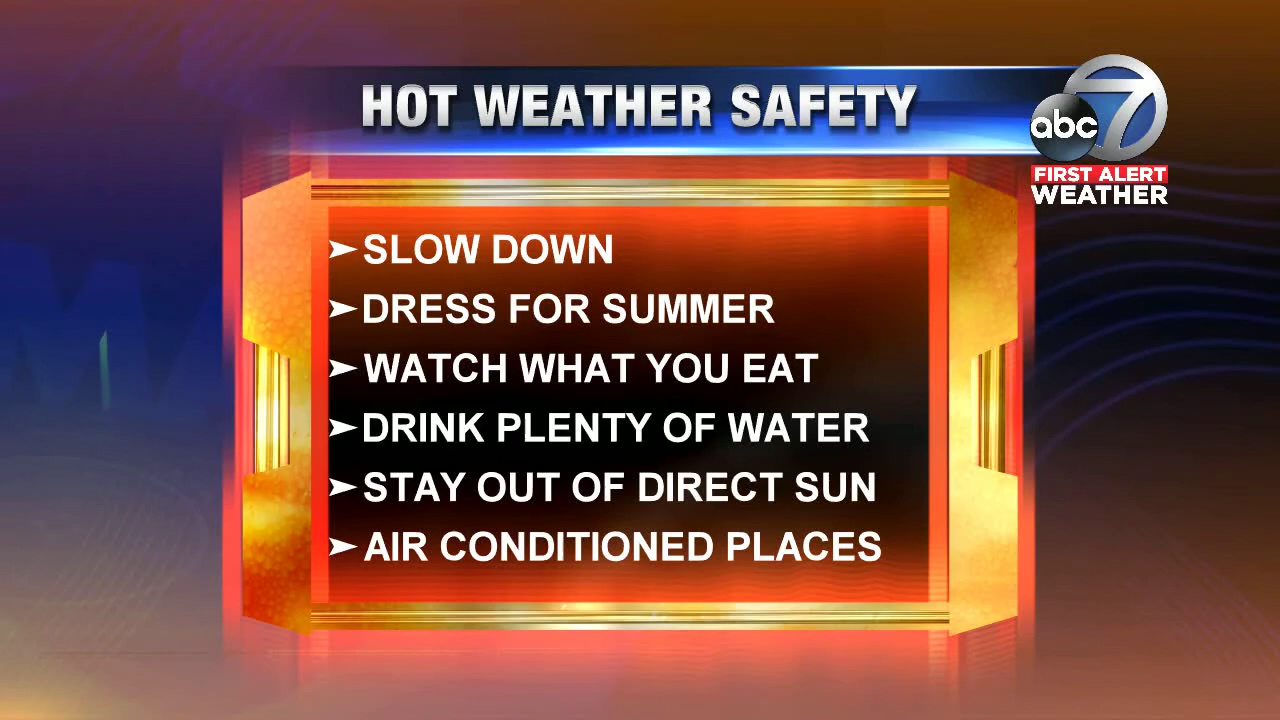 HOT WEATHER SAFETY
abc 7
FIRST ALERT
WEATHER
➢ SLOW DOWN
➢ DRESS FOR SUMMER
➢ WATCH WHAT YOU EAT
➢ DRINK PLENTY OF WATER
➢ STAY OUT OF DIRECT SUN
➢ AIR CONDITIONED PLACES